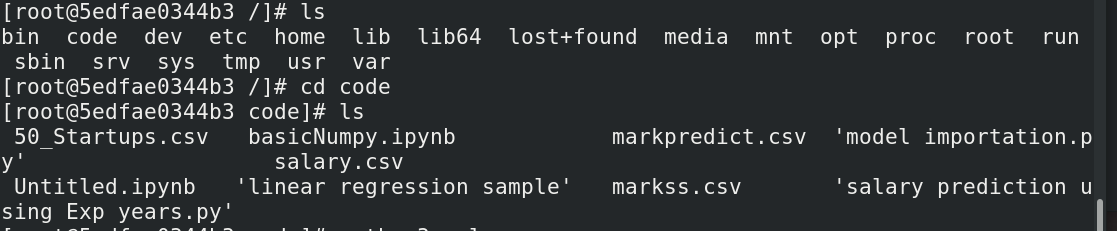 [root@5edfae0344b3 /]# ls
bin  code  dev  etc  home  lib  lib64  lost+found  media  mnt  opt  proc  root  run
 sbin  srv  sys  tmp  usr  var
[root@5edfae0344b3 /]# cd code
[root@5edfae0344b3 code]# ls
 50_Startups.csv   basicNumpy.ipynb            markpredict.csv  'model importation.p
y'                   salary.csv
 Untitled.ipynb   'linear regression sample'   markss.csv       'salary prediction u
sing Exp years.py'